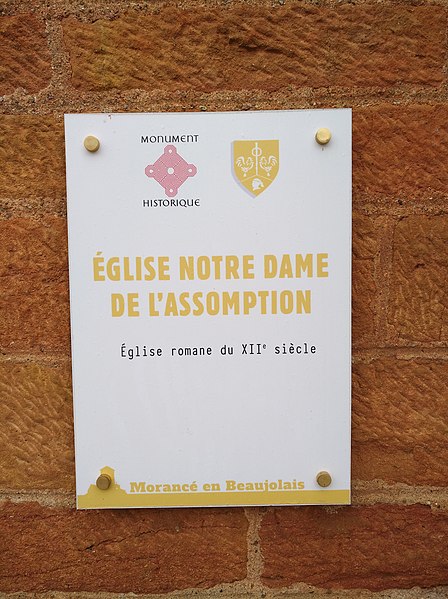 MONUMENT
HISTORIQUE
ÉGLISE NOTRE DAME
DE L'ASSOMPTION
Église romane du XIIᵉ siècle
Morancé en Beaujolais